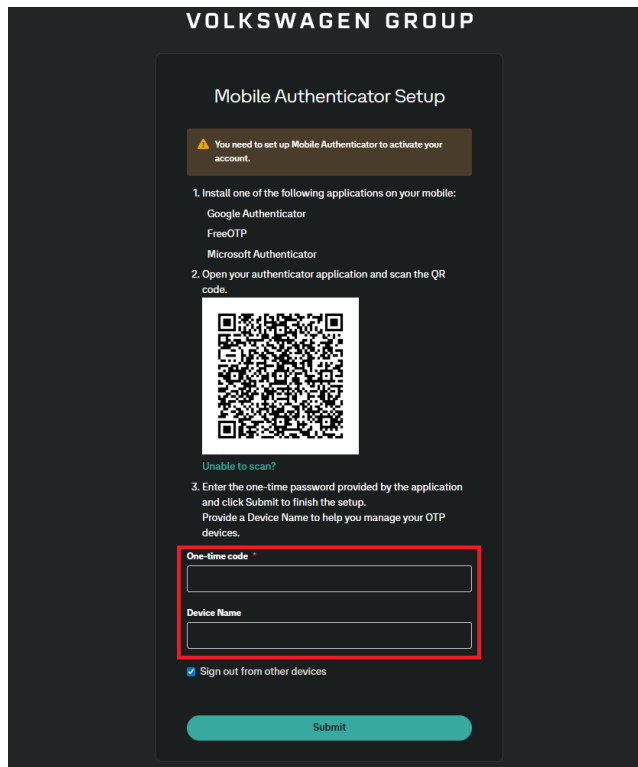 VOLKSWAGEN GROUP
Mobile Authenticator Setup
You need to set up Mobile Authenticator to activate your
account.
1. Install one of the following applications on your mobile:
Google Authenticator
FreeOTP
Microsoft Authenticator
2. Open your authenticator application and scan the QR
code.
Unable to scan?
3. Enter the one-time password provided by the application
and click Submit to finish the setup.
Provide a Device Name to help you manage your OTP
devices.
One-time code *
Device Name
Sign out from other devices
Submit